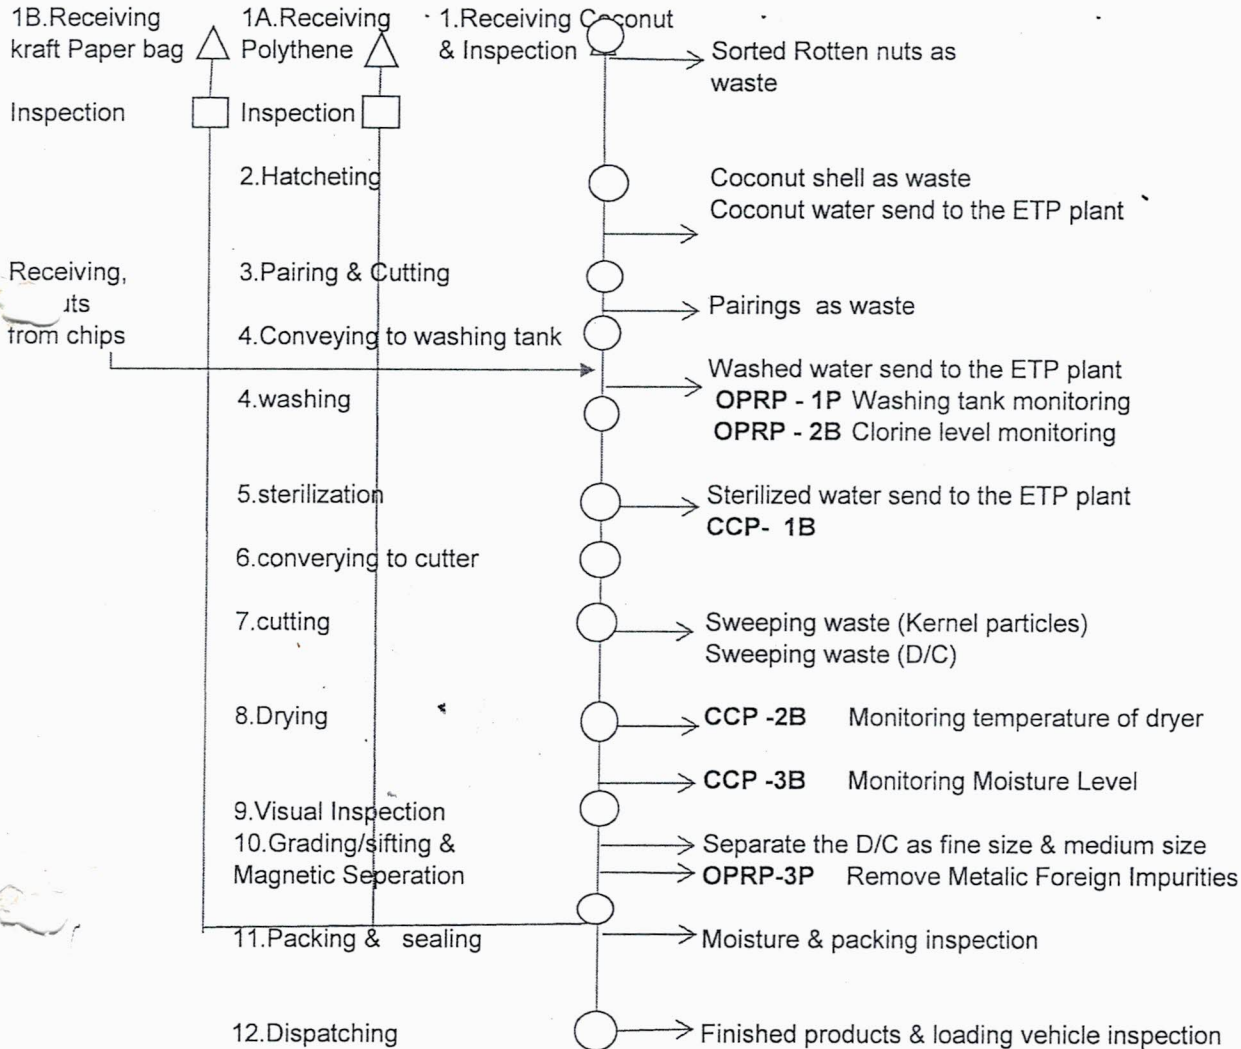 1B.Receiving
kraft Paper bag
1A.Receiving
Polythene
1.Receiving Coconut
& Inspection
Sorted Rotten nuts as
waste
Inspection
Inspection
2.Hatcheting
Coconut shell as waste
Coconut water send to the ETP plant
Receiving,
from chips
3.Pairing & Cutting
Pairings as waste
4.Conveying to washing tank
Washed water send to the ETP plant
OPRP - 1P Washing tank monitoring
OPRP - 2B Clorine level monitoring
4.washing
5.sterilization
Sterilized water send to the ETP plant
CCP- 1B
6.converying to cutter
7.cutting
Sweeping waste (Kernel particles)
Sweeping waste (D/C)
8.Drying
CCP -2B Monitoring temperature of dryer
CCP -3B Monitoring Moisture Level
9.Visual Inspection
10.Grading/sifting &
Magnetic Seperation
Separate the D/C as fine size & medium size
OPRP-3P Remove Metalic Foreign Impurities
11.Packing & sealing
Moisture & packing inspection
12.Dispatching
Finished products & loading vehicle inspection